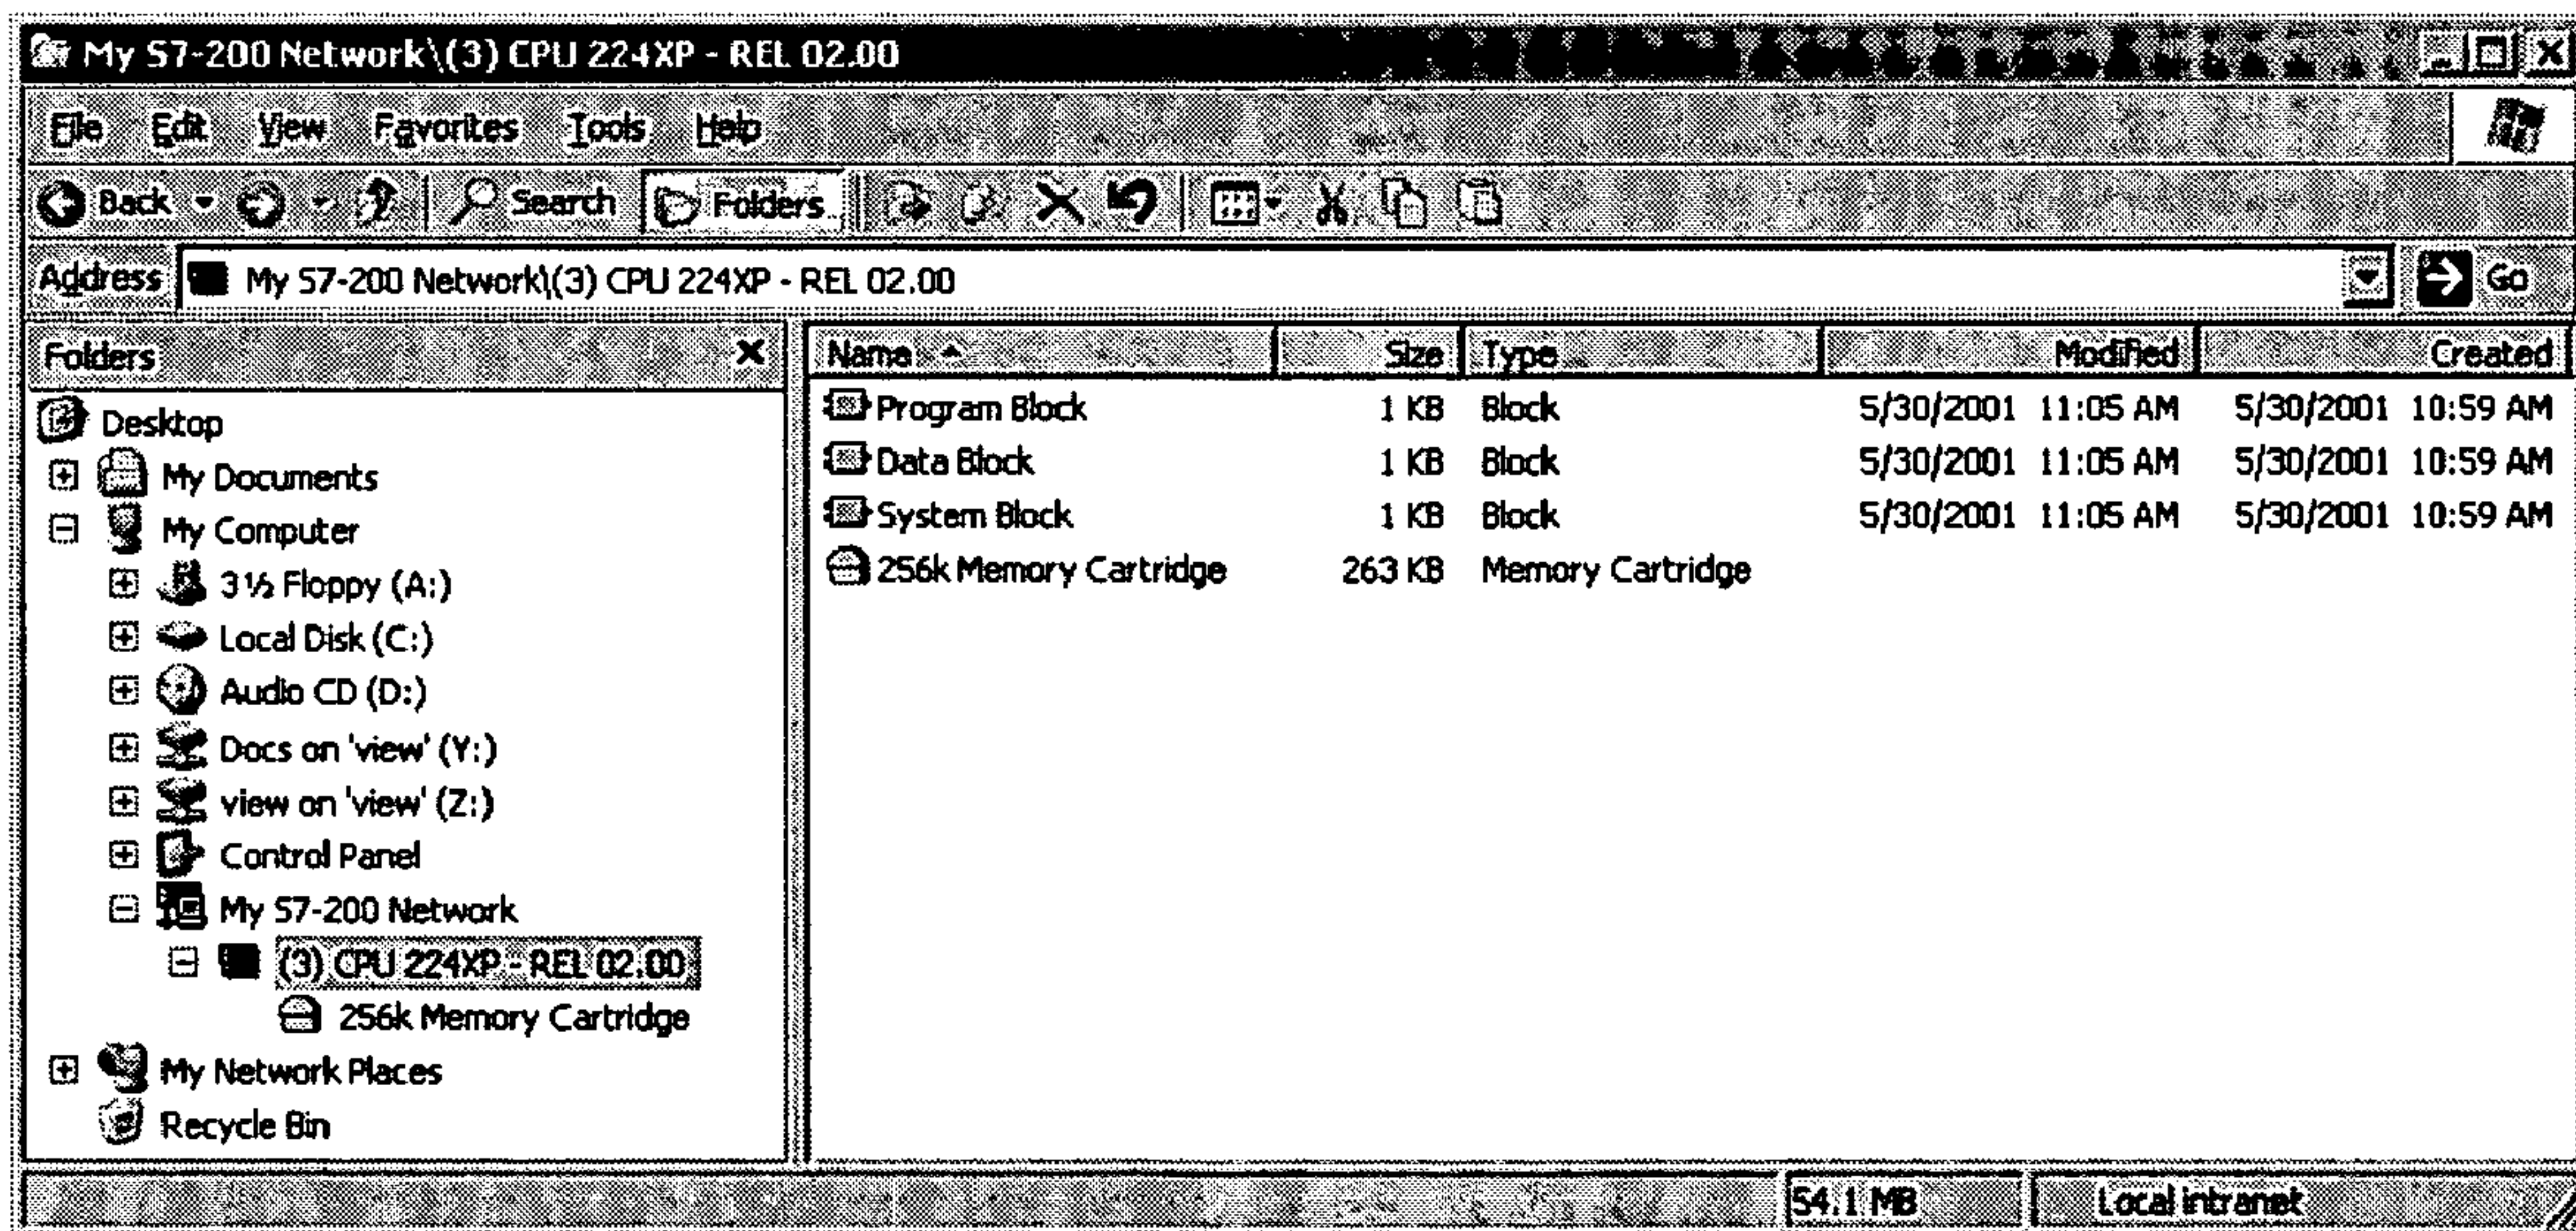 My S7-200 Network\(3) CPU 224XP - REL 02.00
File Edit View Favorites Tools Help
Back Search Folders
Address My S7-200 Network\(3) CPU 224XP - REL 02.00 Go
Folders
Desktop
My Documents
My Computer
3½ Floppy (A:)
Local Disk (C:)
Audio CD (D:)
Docs on 'view' (Y:)
view on 'view' (Z:)
Control Panel
My S7-200 Network
(3) CPU 224XP - REL 02.00
256k Memory Cartridge
My Network Places
Recycle Bin
Name Size Type Modified Created
Program Block 1 KB Block 5/30/2001 11:05 AM 5/30/2001 10:59 AM
Data Block 1 KB Block 5/30/2001 11:05 AM 5/30/2001 10:59 AM
System Block 1 KB Block 5/30/2001 11:05 AM 5/30/2001 10:59 AM
256k Memory Cartridge 263 KB Memory Cartridge
54.1 MB Local intranet